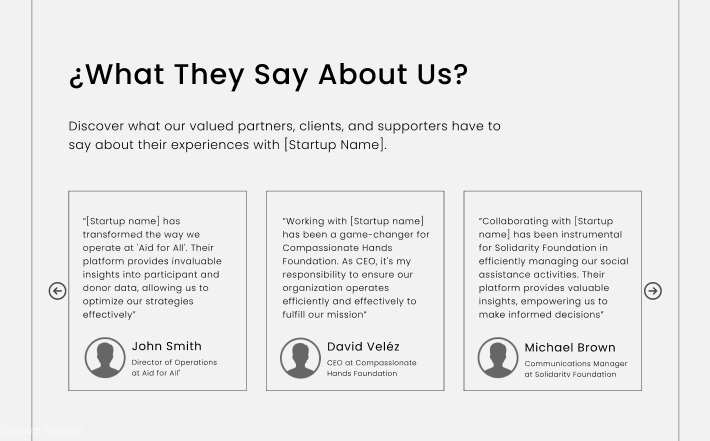 ¿What They Say About Us?
Discover what our valued partners, clients, and supporters have to
say about their experiences with [Startup Name].
“[Startup name] has
transformed the way we
operate at 'Aid for All'. Their
platform provides invaluable
insights into participant and
donor data, allowing us to
optimize our strategies
effectively”
John Smith
Director of Operations
at Aid for All'
“Working with [Startup name]
has been a game-changer for
Compassionate Hands
Foundation. As CEO, it's my
responsibility to ensure our
organization operates
efficiently and effectively to
fulfill our mission”
David Veléz
CEO at Compassionate
Hands Foundation
“Collaborating with [Startup
name] has been instrumental
for Solidarity Foundation in
efficiently managing our social
assistance activities. Their
platform provides valuable
insights, empowering us to
make informed decisions”
Michael Brown
Communications Manager
at Solidarity Foundation